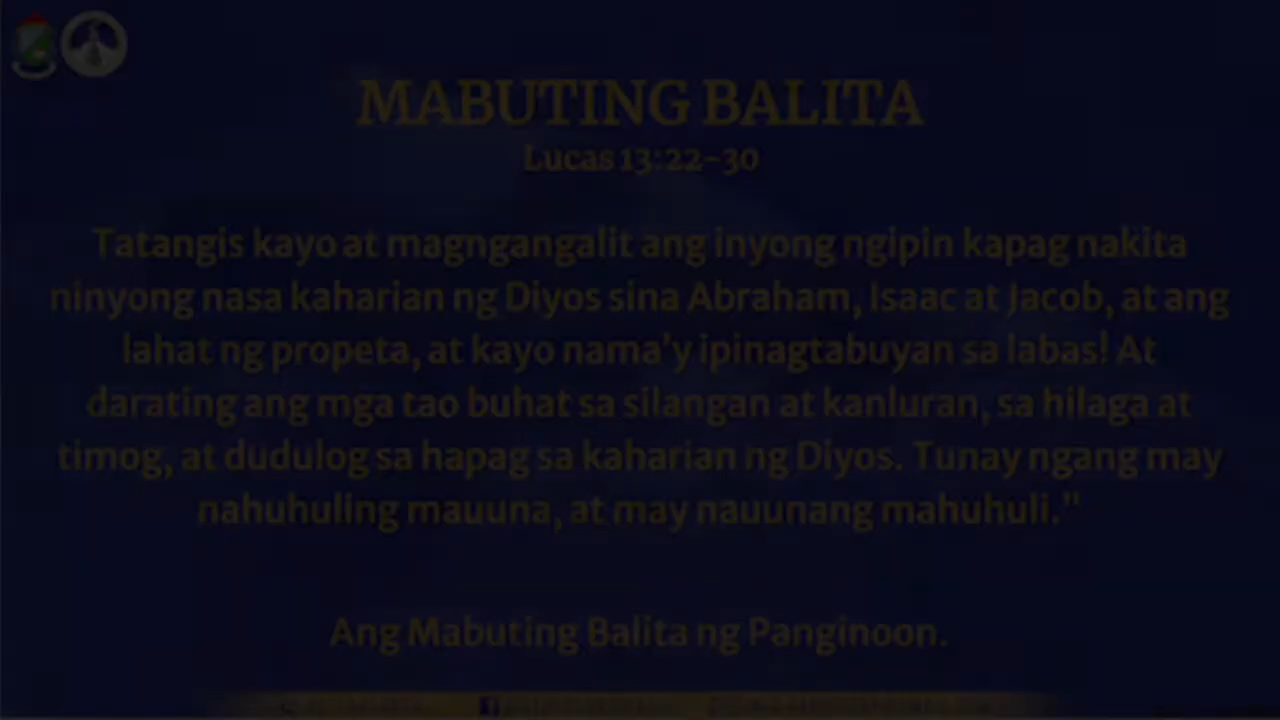 MABUTING BALITA
Lucas 13:22-30
Tatangis kayo at magngangalit ang inyong ngipin kapag nakita
ninyong nasa kaharian ng Diyos sina Abraham, Isaac at Jacob, at ang
lahat ng propeta, at kayo nama'y ipinagtabuyan sa labas! At
darating ang mga tao buhat sa silangan at kanluran, sa hilaga at
timog, at dudulog sa hapag sa kaharian ng Diyos. Tunay ngang may
nahuhuling mauuna, at may nauunang mahuhuli."
Ang Mabuting Balita ng Panginoon.